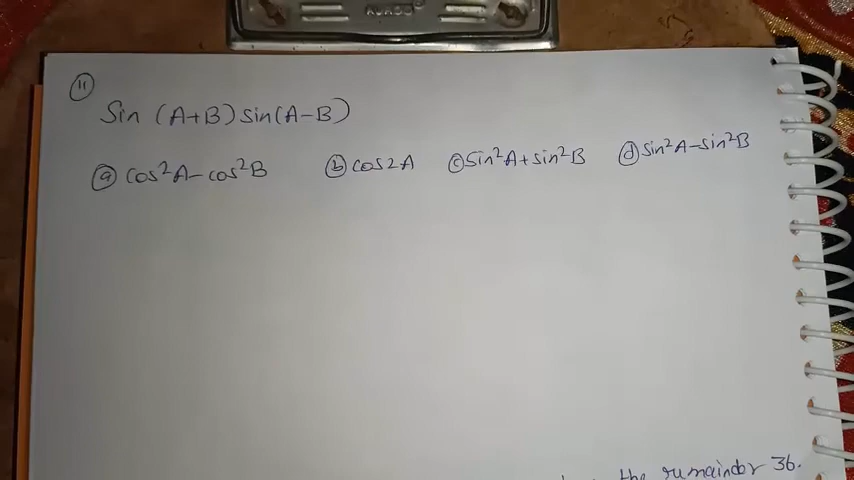 11
Sin (A+B) sin(A-B)
a cos²A-cos²B b cos2A c sin²A+sin²B d sin²A-sin²B
the remainder 36.